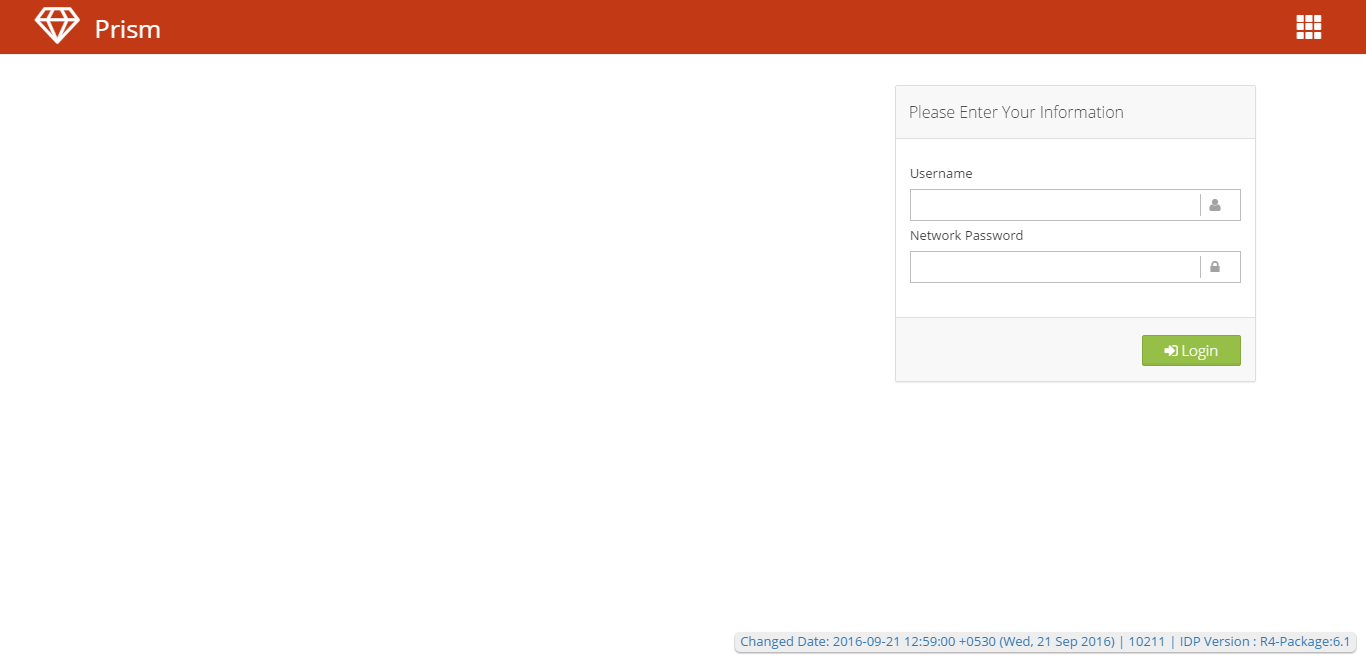 Prism
Please Enter Your Information
Username
Network Password
Login
Changed Date: 2016-09-21 12:59:00 +0530 (Wed, 21 Sep 2016) | 10211 | IDP Version : R4-Package:6.1